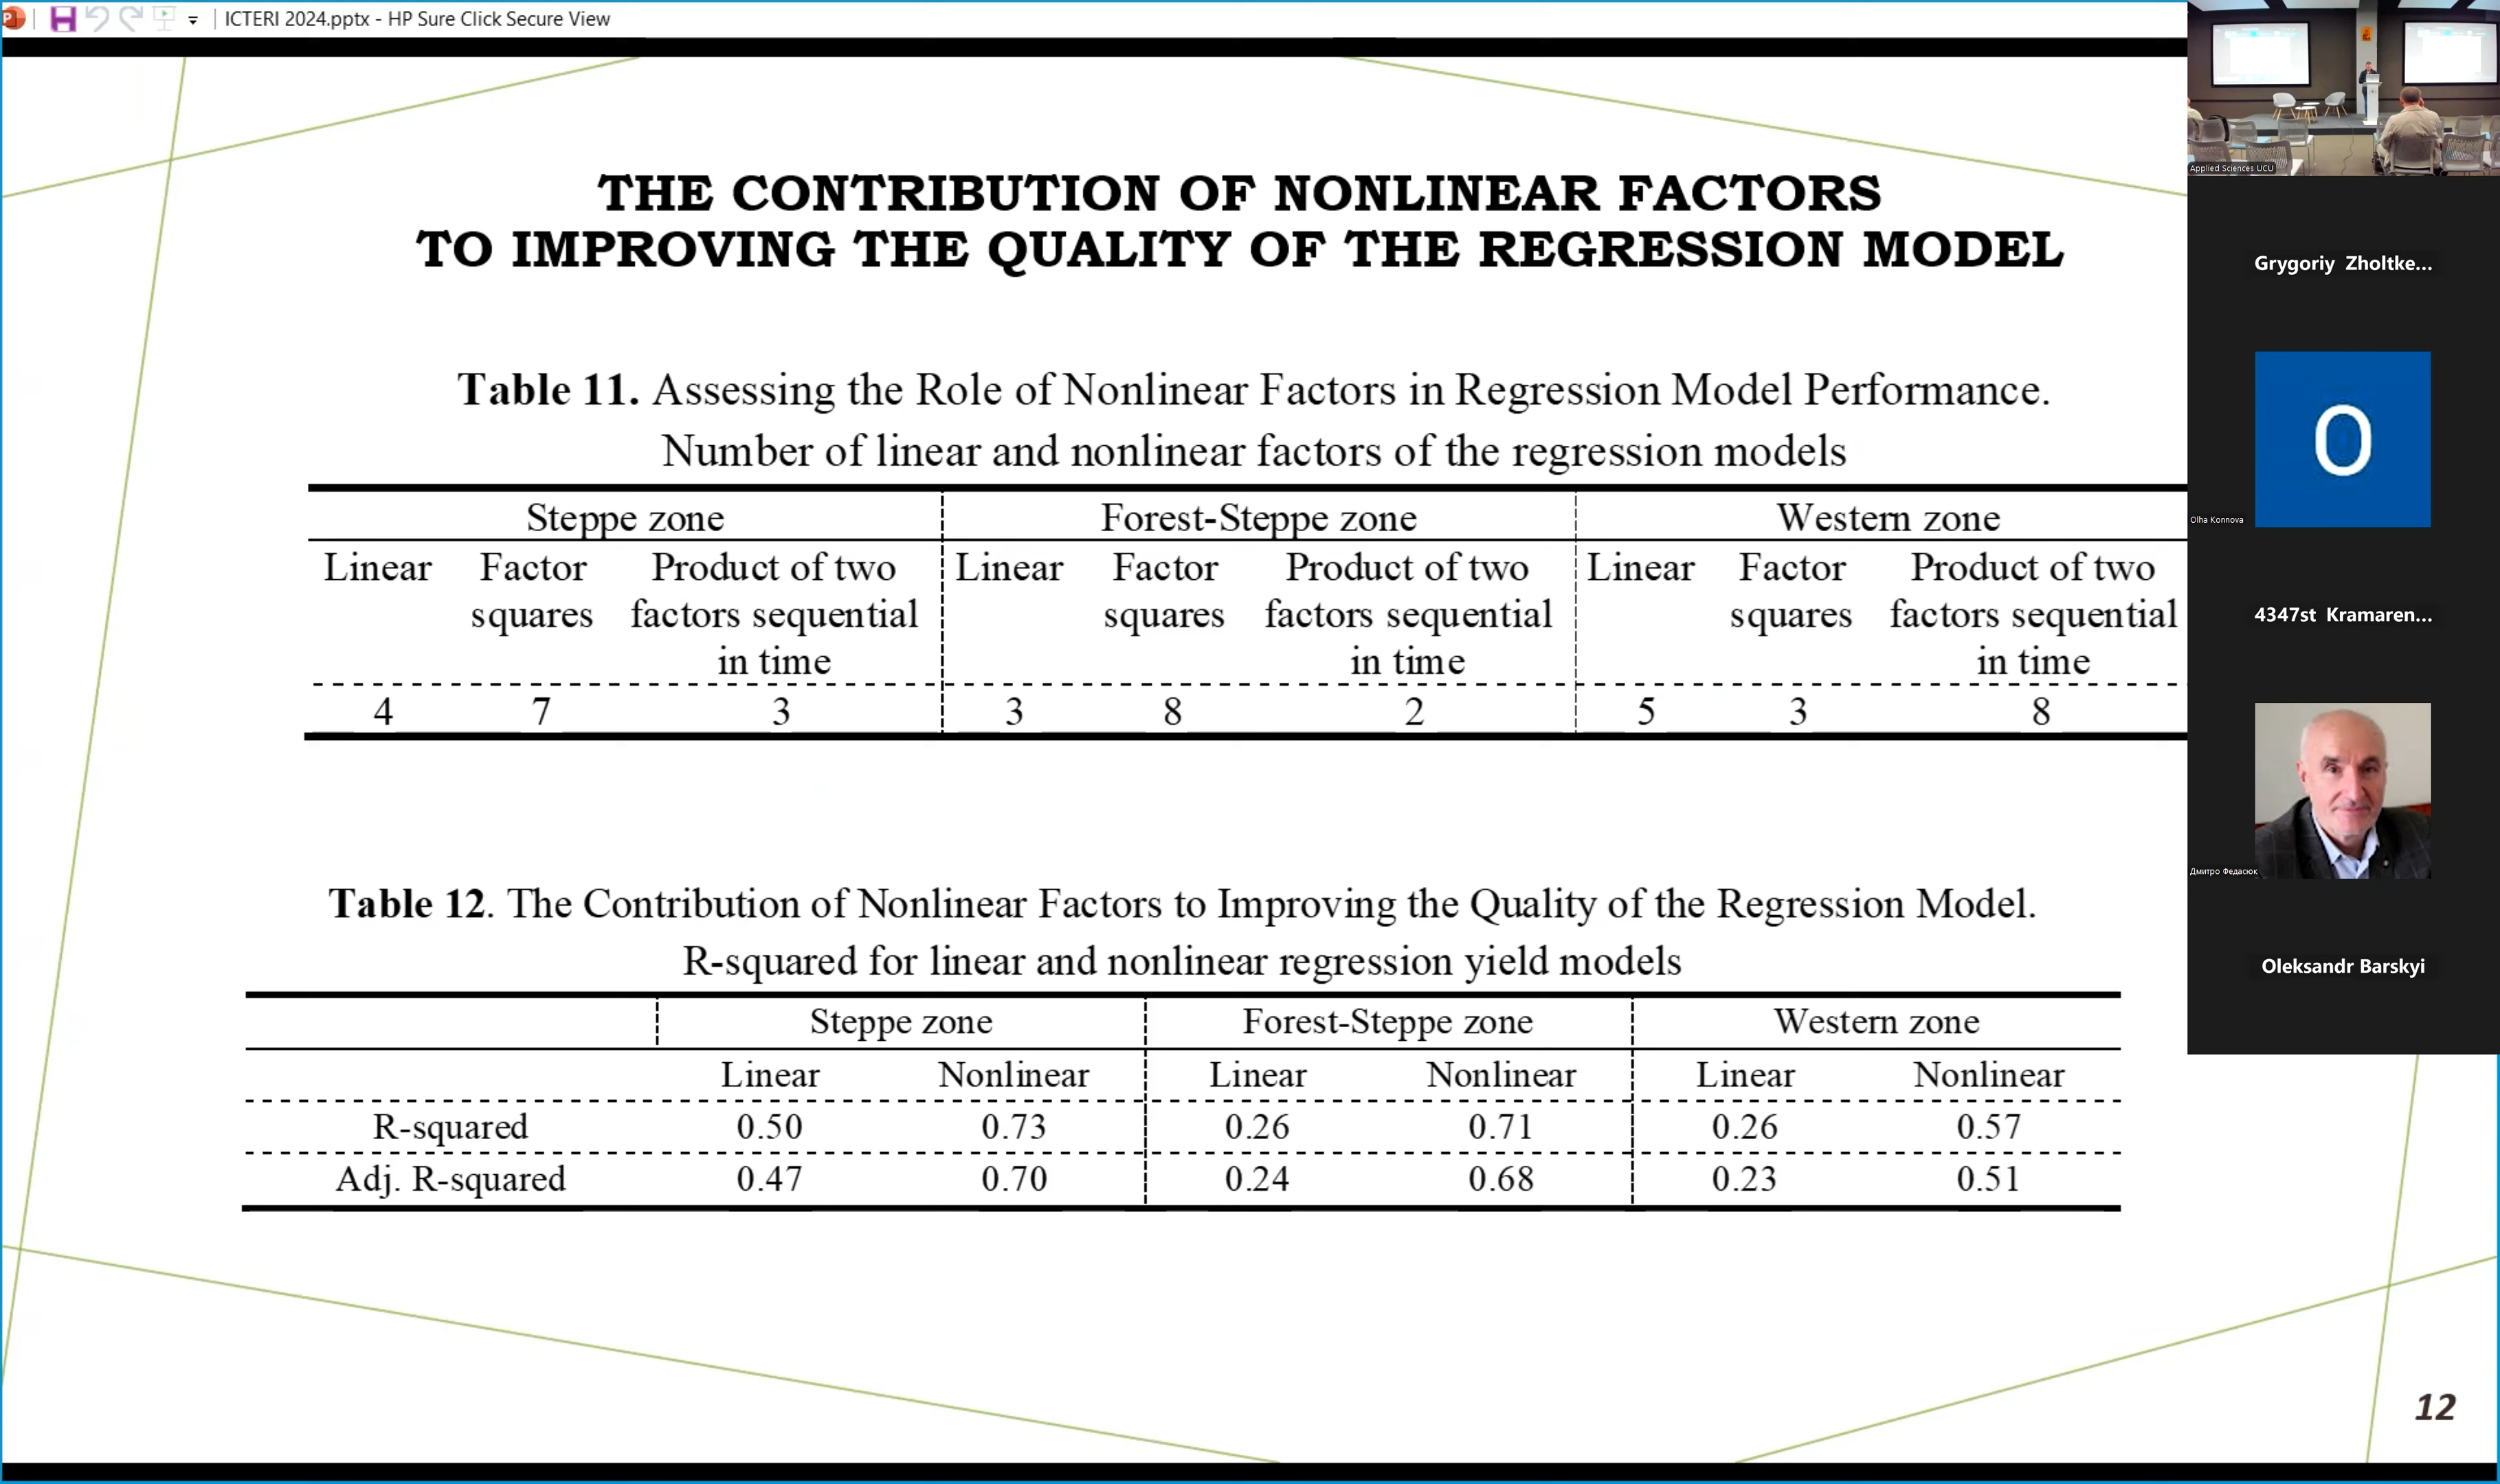 ICTERI 2024.pptx - HP Sure Click Secure View
THE CONTRIBUTION OF NONLINEAR FACTORS
TO IMPROVING THE QUALITY OF THE REGRESSION MODEL
Table 11. Assessing the Role of Nonlinear Factors in Regression Model Performance.
Number of linear and nonlinear factors of the regression models
Steppe zone Forest-Steppe zone Western zone
Linear Factor Product of two Linear Factor Product of two Linear Factor Product of two
squares factors sequential squares factors sequential squares factors sequential
in time in time in time
4 7 3 3 8 2 5 3 8
Table 12. The Contribution of Nonlinear Factors to Improving the Quality of the Regression Model.
R-squared for linear and nonlinear regression yield models
Steppe zone Forest-Steppe zone Western zone
Linear Nonlinear Linear Nonlinear Linear Nonlinear
R-squared 0.50 0.73 0.26 0.71 0.26 0.57
Adj. R-squared 0.47 0.70 0.24 0.68 0.23 0.51
12
Applied Sciences UCU
Grygoriy Zholtke...
O
Olha Konnova
4347st Kramaren...
Дмитро Федасюк
Oleksandr Barskyi